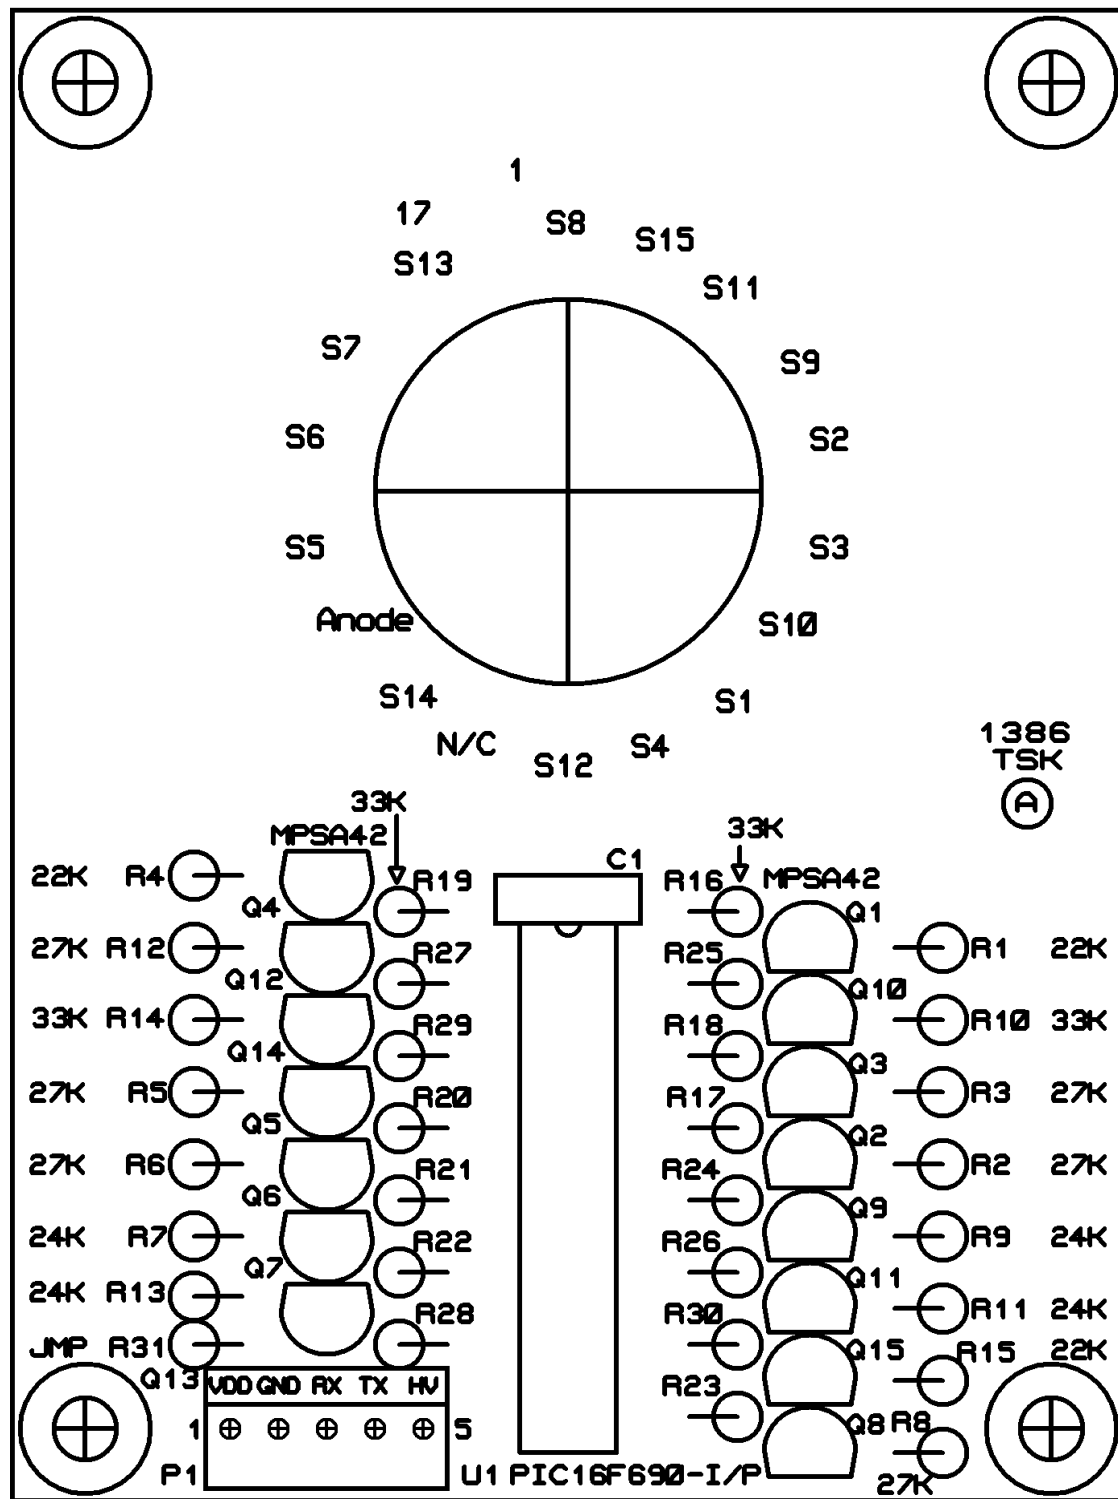 1
17
S8
S15
S13
S11
S7
S9
S6
S2
S5
S3
Anode
S10
S14
S1
N/C
S4
S12
1386
TSK
A
33K
33K
MPSA42
C1
22K R4
R19
R16
MPSA42
Q4
Q1
27K R12
R27
R25
R1 22K
Q12
Q10
33K R14
R29
R18
R10 33K
Q14
Q3
27K R5
R20
R17
R3 27K
Q5
Q2
27K R6
R21
R24
R2 27K
Q6
Q9
24K R7
R22
R26
R9 24K
Q7
Q11
24K R13
R28
R30
R11 24K
JMP R31
Q15
R15
22K
Q13
VDD GND RX TX HV
R23
1
5
Q8
R8
P1
U1 PIC16F690-I/P
27K